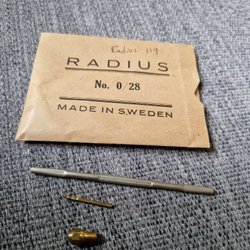 Radius 119
RADIUS
No. 0/28
MADE IN SWEDEN